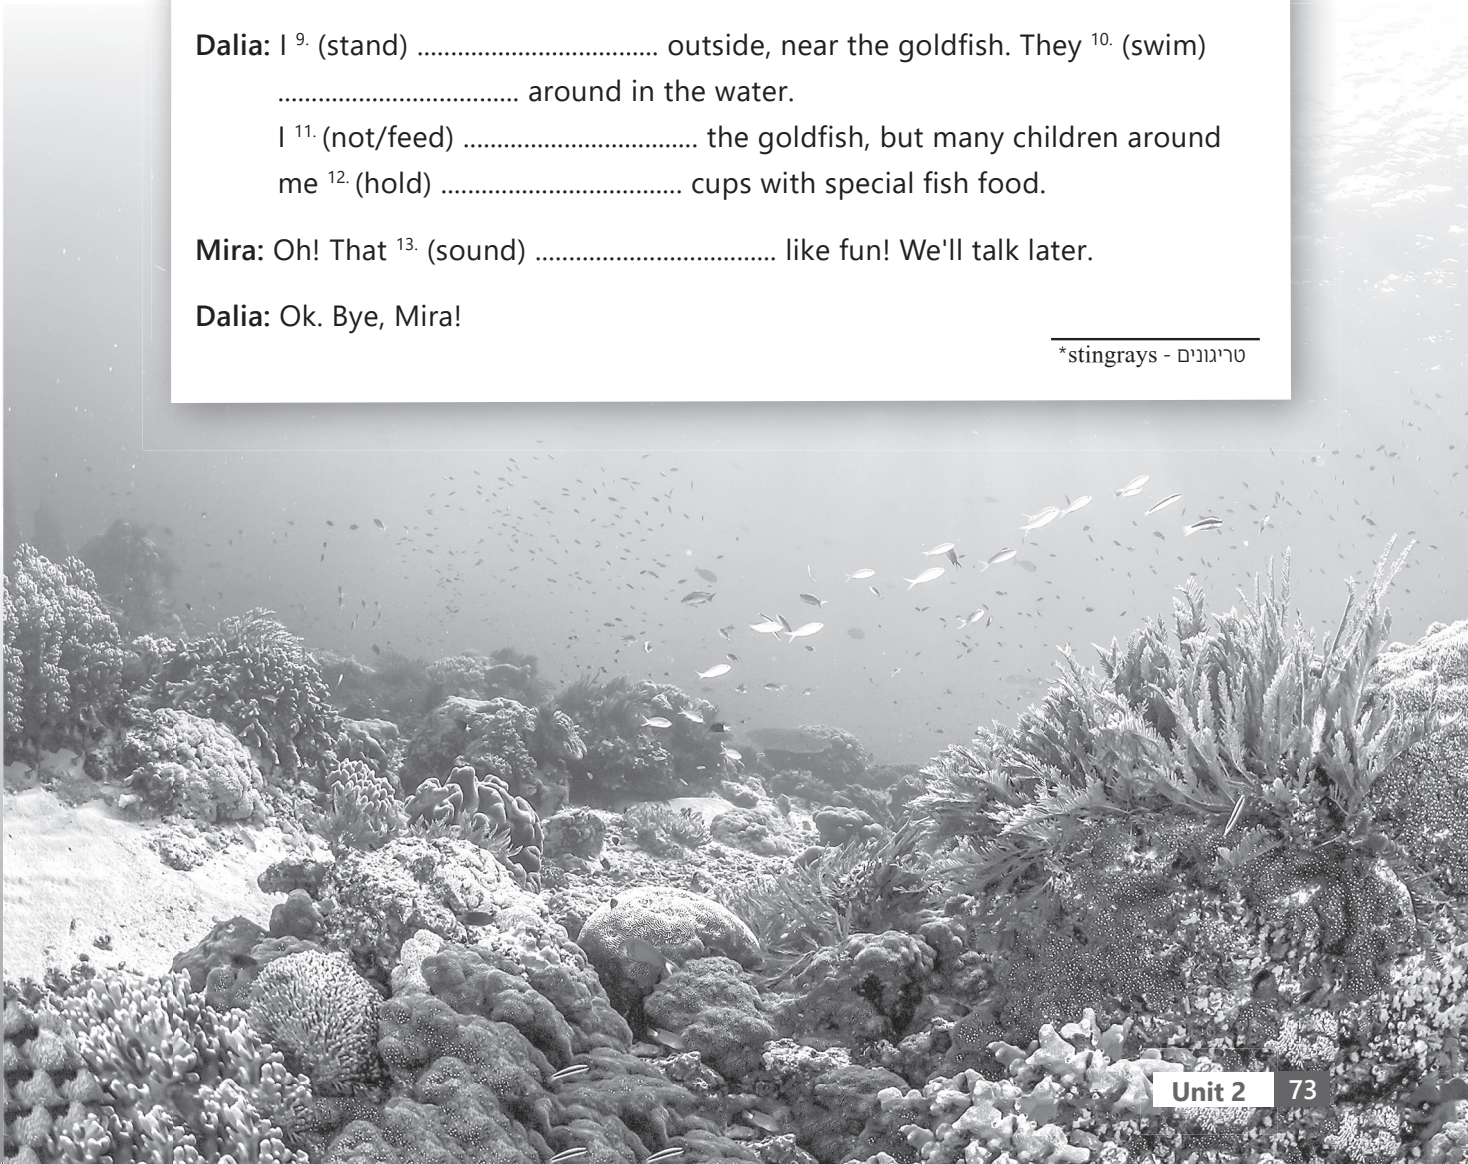 Dalia: I 9. (stand) .................................... outside, near the goldfish. They 10. (swim)
.................................... around in the water.
I 11. (not/feed) ................................... the goldfish, but many children around
me 12. (hold) .................................... cups with special fish food.
Mira: Oh! That 13. (sound) .................................... like fun! We'll talk later.
Dalia: Ok. Bye, Mira!
*stingrays - טריגונים
Unit 2 73